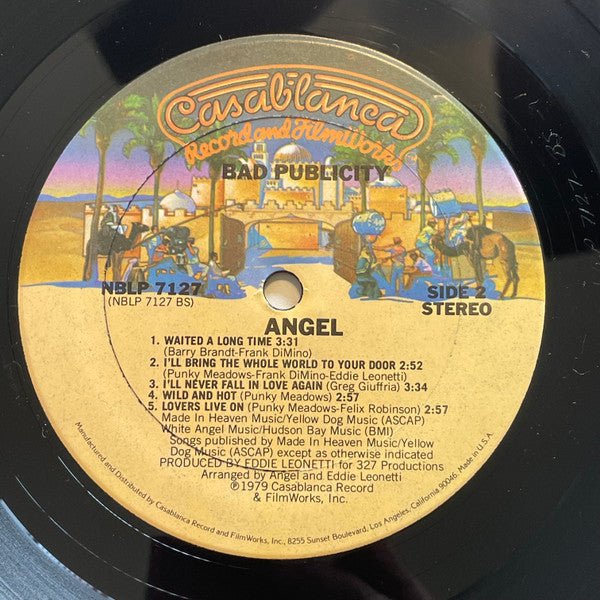 Casablanca
Record and FilmWorks
BAD PUBLICITY
NBLP 7127
(NBLP 7127 BS)
SIDE 2
STEREO
ANGEL
1. WAITED A LONG TIME 3:31
(Barry Brandt-Frank DiMino)
2. I'LL BRING THE WHOLE WORLD TO YOUR DOOR 2:52
(Punky Meadows-Frank DiMino-Eddie Leonetti)
3. I'LL NEVER FALL IN LOVE AGAIN (Greg Giuffria) 3:34
4. WILD AND HOT (Punky Meadows) 2:57
5. LOVERS LIVE ON (Punky Meadows-Felix Robinson) 2:57
Made In Heaven Music/Yellow Dog Music (ASCAP)
White Angel Music/Hudson Bay Music (BMI)
Songs published by Made In Heaven Music/Yellow
Dog Music (ASCAP) except as otherwise indicated
PRODUCED BY EDDIE LEONETTI for 327 Productions
Arranged by Angel and Eddie Leonetti
℗1979 Casablanca Record
& FilmWorks, Inc.
Manufactured and Distributed by Casablanca Record and FilmWorks, Inc., 8255 Sunset Boulevard, Los Angeles, California 90046. Made in U.S.A.